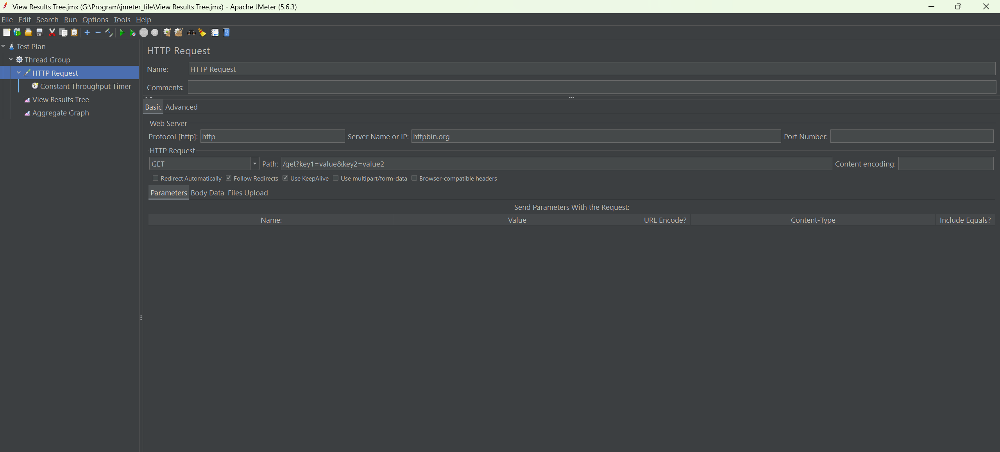 View Results Tree.jmx (G:\Program\jmeter_file\View Results Tree.jmx) - Apache JMeter (5.6.3)
File Edit Search Run Options Tools Help
Test Plan
Thread Group
HTTP Request
Constant Throughput Timer
View Results Tree
Aggregate Graph
HTTP Request
Name: HTTP Request
Comments:
Basic Advanced
Web Server
Protocol [http]: http Server Name or IP: httpbin.org Port Number:
HTTP Request
GET Path: /get?key1=value&key2=value2 Content encoding:
Redirect Automatically Follow Redirects Use KeepAlive Use multipart/form-data Browser-compatible headers
Parameters Body Data Files Upload
Send Parameters With the Request:
Name: Value URL Encode? Content-Type Include Equals?